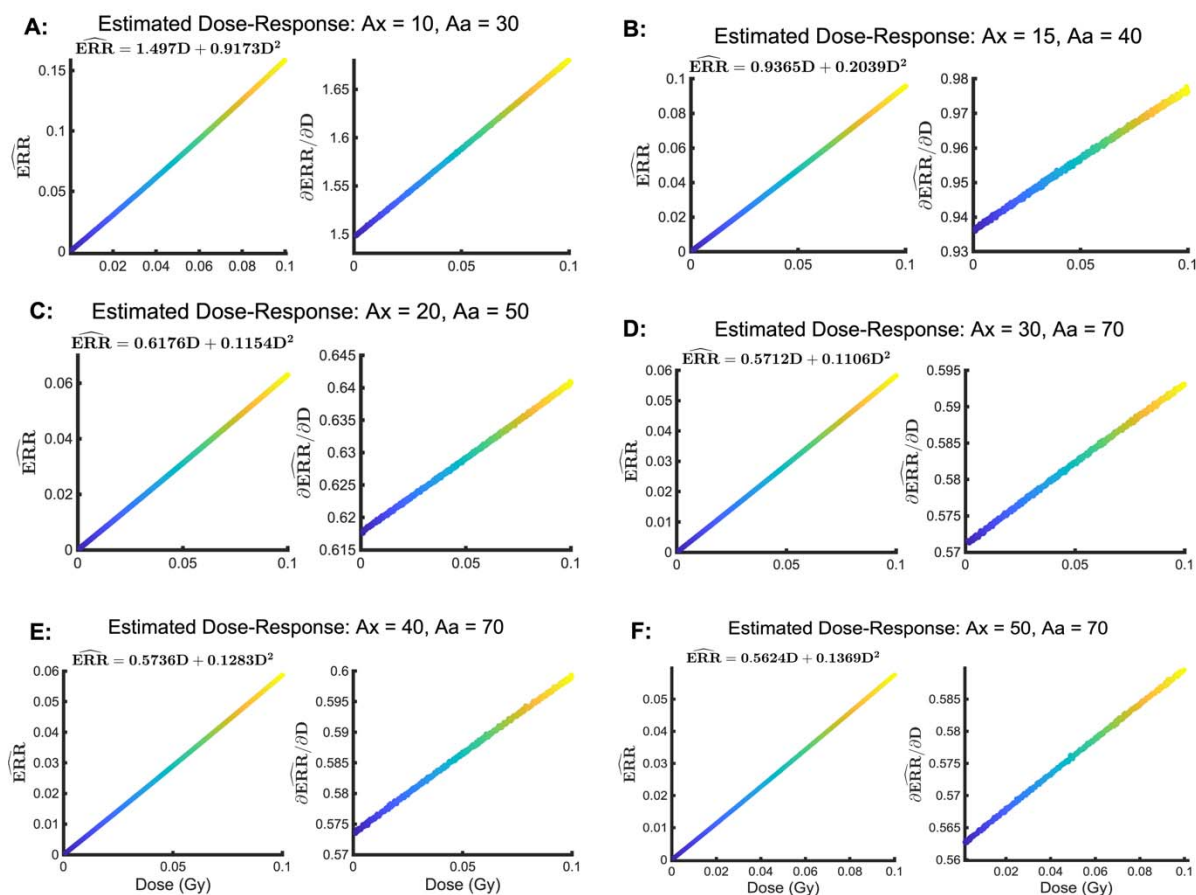 A:
Estimated Dose-Response: Ax = 10, Aa = 30
ERR = 1.497D + 0.9173D²
0.15
0.1
0.05
0
ERR
0.02 0.04 0.06 0.08 0.1
1.65
1.6
1.55
1.5
∂ERR/∂D
0 0.05 0.1
B:
Estimated Dose-Response: Ax = 15, Aa = 40
ERR = 0.9365D + 0.2039D²
0.1
0.08
0.06
0.04
0.02
0
ERR
0 0.05 0.1
0.98
0.97
0.96
0.95
0.94
0.93
∂ERR/∂D
0 0.05 0.1
C:
Estimated Dose-Response: Ax = 20, Aa = 50
ERR = 0.6176D + 0.1154D²
0.06
0.04
0.02
0
ERR
0 0.05 0.1
0.645
0.64
0.635
0.63
0.625
0.62
0.615
∂ERR/∂D
0 0.05 0.1
D:
Estimated Dose-Response: Ax = 30, Aa = 70
ERR = 0.5712D + 0.1106D²
0.06
0.05
0.04
0.03
0.02
0.01
0
ERR
0 0.05 0.1
0.595
0.59
0.585
0.58
0.575
0.57
∂ERR/∂D
0 0.05 0.1
E:
Estimated Dose-Response: Ax = 40, Aa = 70
ERR = 0.5736D + 0.1283D²
0.06
0.05
0.04
0.03
0.02
0.01
0
ERR
0 0.05 0.1
Dose (Gy)
0.6
0.595
0.59
0.585
0.58
0.575
0.57
∂ERR/∂D
0 0.05 0.1
Dose (Gy)
F:
Estimated Dose-Response: Ax = 50, Aa = 70
ERR = 0.5624D + 0.1369D²
0.05
0.04
0.03
0.02
0.01
0
ERR
0 0.02 0.04 0.06 0.08 0.1
Dose (Gy)
0.585
0.58
0.575
0.57
0.565
0.56
∂ERR/∂D
0.02 0.04 0.06 0.08 0.1
Dose (Gy)